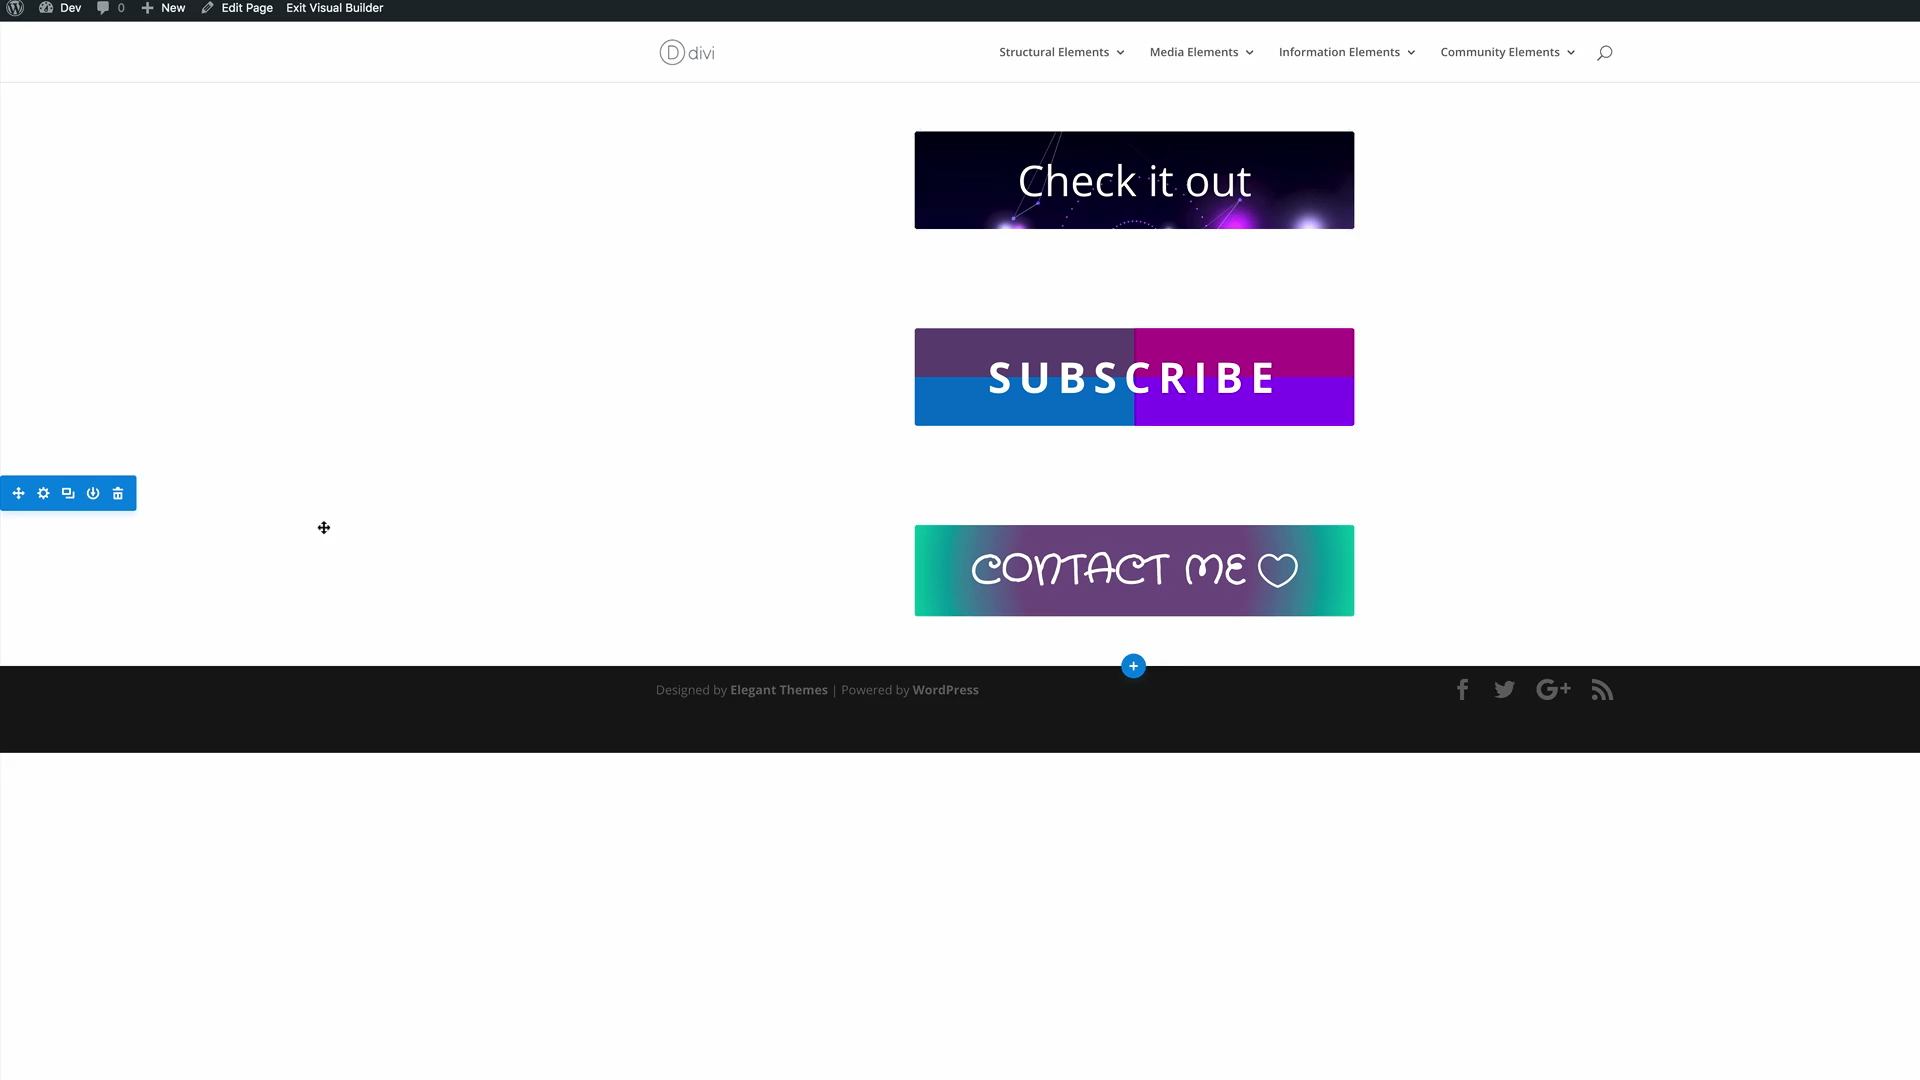 Dev 0 New Edit Page Exit Visual Builder
divi Structural Elements Media Elements Information Elements Community Elements
Check it out
SUBSCRIBE
CONTACT ME
Designed by Elegant Themes | Powered by WordPress